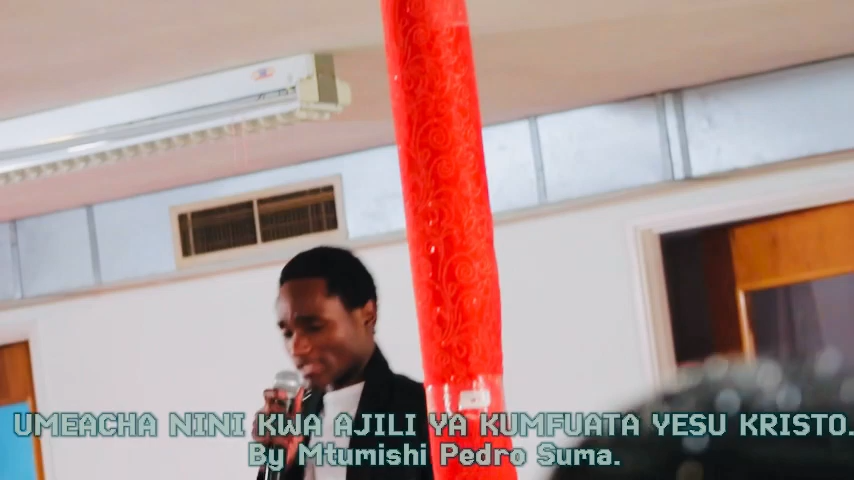 UMEACHA NINI KWA AJILI YA KUMFUATA YESU KRISTO.
By Mtumishi Pedro Suma.